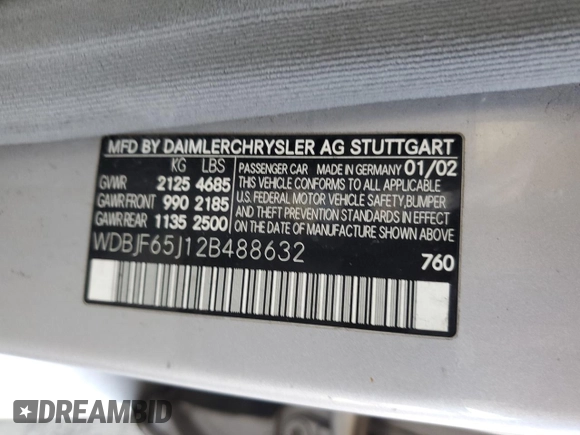 MFD BY DAIMLERCHRYSLER AG STUTTGART
KG LBS
GVWR 2125 4685
GAWR FRONT 990 2185
GAWR REAR 1135 2500
PASSENGER CAR MADE IN GERMANY 01/02
THIS VEHICLE CONFORMS TO ALL APPLICABLE
U.S. FEDERAL MOTOR VEHICLE SAFETY, BUMPER
AND THEFT PREVENTION STANDARDS
IN EFFECT ON THE DATE
OF MANUFACTURE SHOWN ABOVE
WDBJF65J12B488632
760
DREAMBID